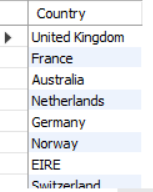 Country
United Kingdom
France
Australia
Netherlands
Germany
Norway
EIRE
Switzerland